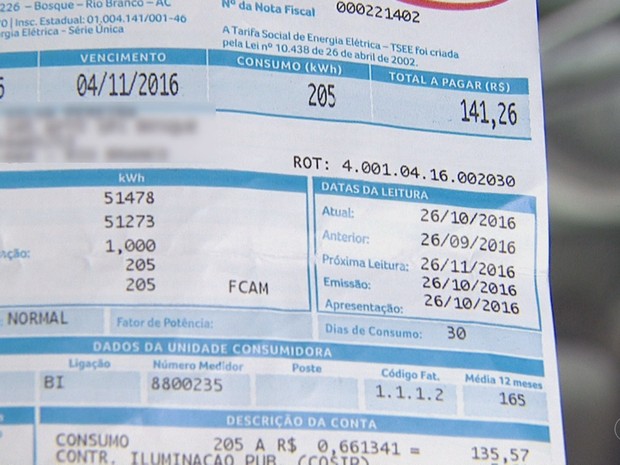 226 – Bosque – Rio Branco – AC
0 | Insc. Estadual: 01.004.141/001-46
rgia Elétrica - Série Única
Nº da Nota Fiscal 000221402
A Tarifa Social de Energia Elétrica – TSEE foi criada
pela Lei nº 10.438 de 26 de abril de 2002.
VENCIMENTO CONSUMO (kWh) TOTAL A PAGAR (R$)
04/11/2016 205 141,26
ROT: 4.001.04.16.002030
kWh
51478
51273
1,000
205
205 FCAM
DATAS DA LEITURA
Atual: 26/10/2016
Anterior: 26/09/2016
Próxima Leitura: 26/11/2016
Emissão: 26/10/2016
Apresentação: 26/10/2016
NORMAL Fator de Potência: Dias de Consumo: 30
DADOS DA UNIDADE CONSUMIDORA
Ligação Número Medidor Poste Código Fat. Média 12 meses
BI 8800235 1.1.1.2 165
DESCRIÇÃO DA CONTA
CONSUMO 205 A R$ 0,661341 = 135,57
CONTR. ILUMINAÇÃO PUB. (COSIP)